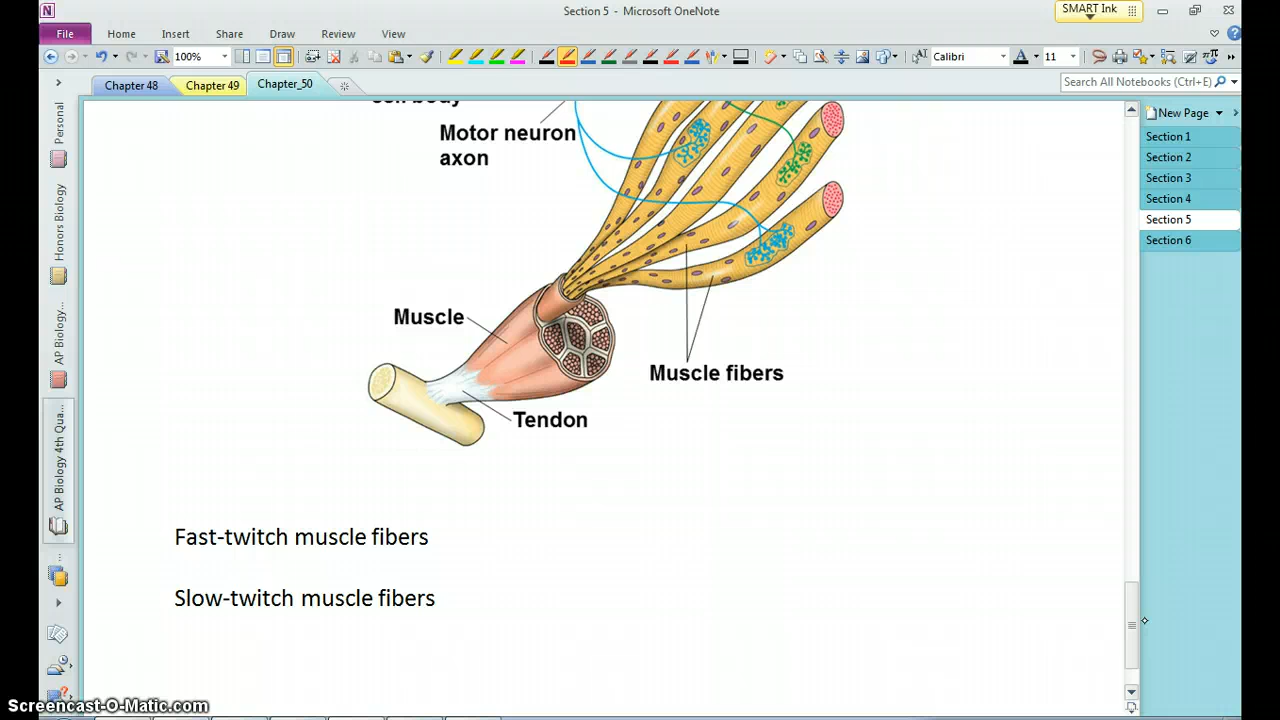 Section 5 - Microsoft OneNote
SMART Ink
File Home Insert Share Draw Review View
100%
Calibri
11
Chapter 48
Chapter 49
Chapter_50
Search All Notebooks (Ctrl+E)
New Page
Section 1
Section 2
Section 3
Section 4
Section 5
Section 6
Personal
Honors Biology
AP Biology...
AP Biology 4th Qua...
cell body
Motor neuron
axon
Muscle
Muscle fibers
Tendon
Fast-twitch muscle fibers
Slow-twitch muscle fibers
Screencast-O-Matic.com